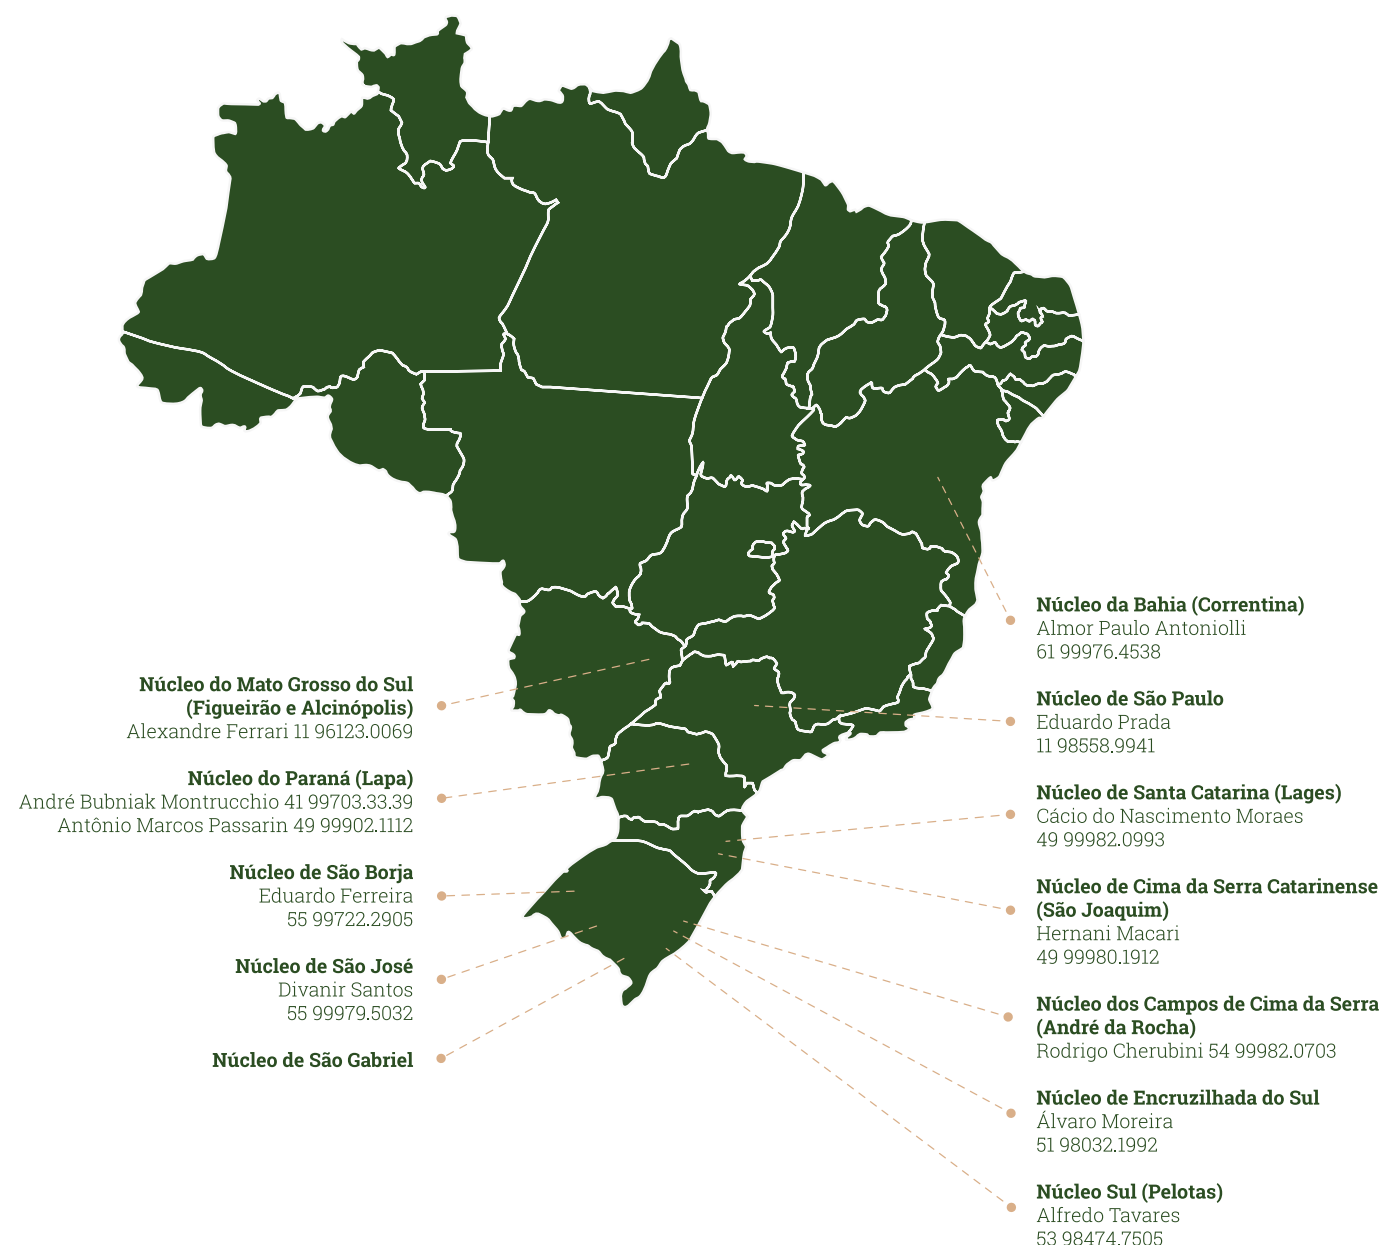 Núcleo do Mato Grosso do Sul
(Figueirão e Alcinópolis)
Alexandre Ferrari 11 96123.0069
Núcleo do Paraná (Lapa)
André Bubniak Montrucchio 41 99703.33.39
Antônio Marcos Passarin 49 99902.1112
Núcleo de São Borja
Eduardo Ferreira
55 99722.2905
Núcleo de São José
Divanir Santos
55 99979.5032
Núcleo de São Gabriel
Núcleo da Bahia (Correntina)
Almor Paulo Antoniolli
61 99976.4538
Núcleo de São Paulo
Eduardo Prada
11 98558.9941
Núcleo de Santa Catarina (Lages)
Cácio do Nascimento Moraes
49 99982.0993
Núcleo de Cima da Serra Catarinense
(São Joaquim)
Hernani Macari
49 99980.1912
Núcleo dos Campos de Cima da Serra
(André da Rocha)
Rodrigo Cherubini 54 99982.0703
Núcleo de Encruzilhada do Sul
Álvaro Moreira
51 98032.1992
Núcleo Sul (Pelotas)
Alfredo Tavares
53 98474.7505